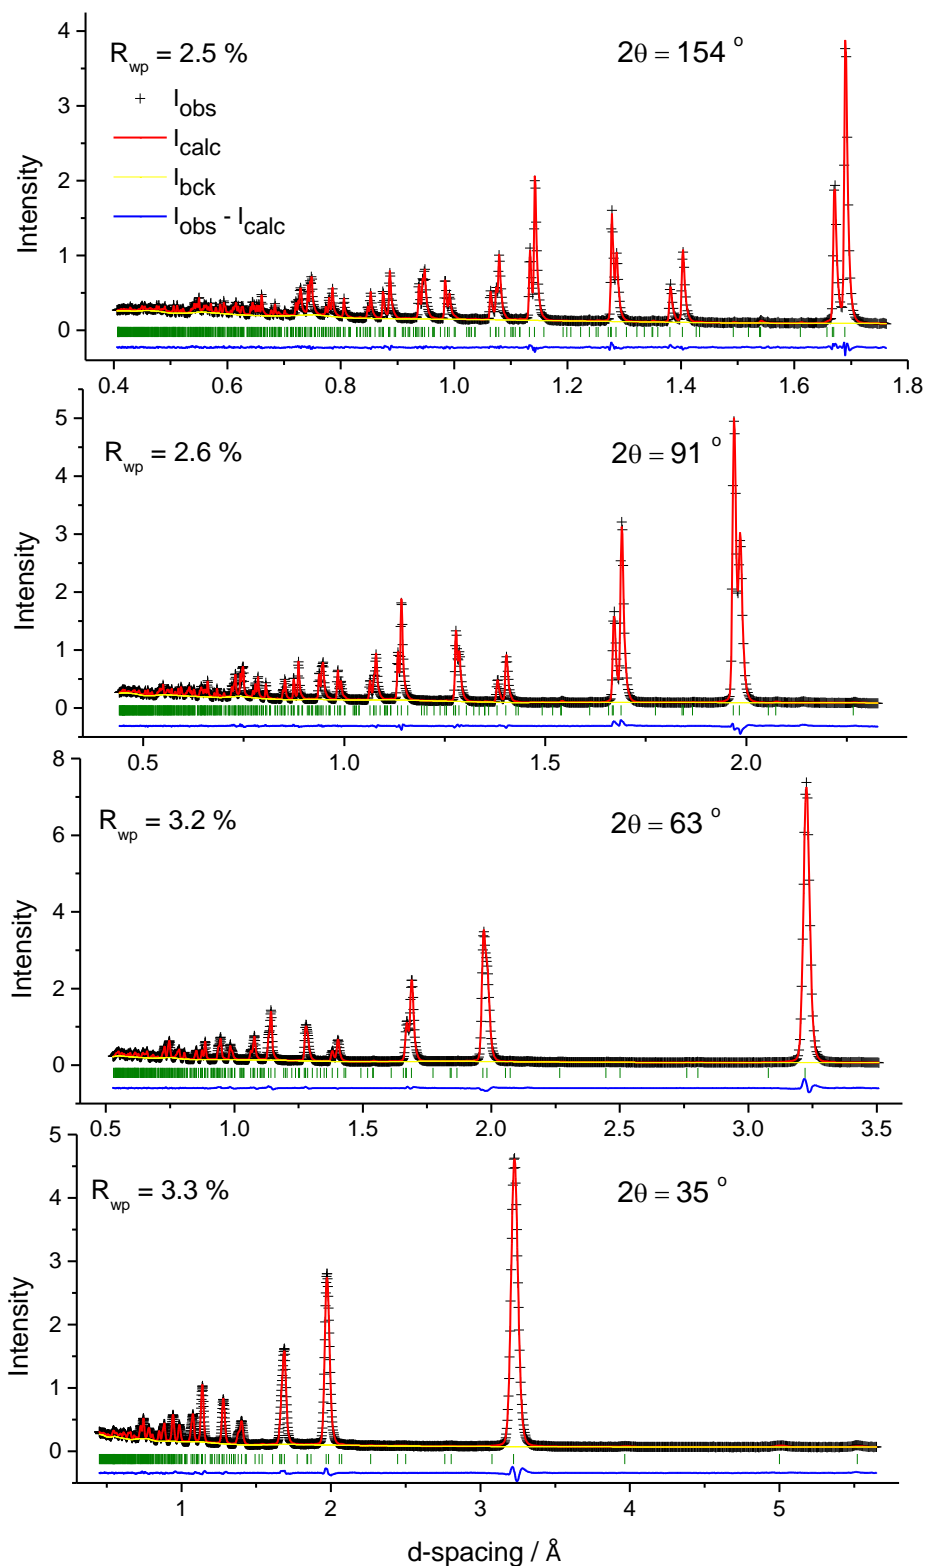 R_wp = 2.5 %
2θ = 154 °
+ I_obs
I_calc
I_bck
I_obs - I_calc
Intensity
4
3
2
1
0
0.4 0.6 0.8 1.0 1.2 1.4 1.6 1.8
R_wp = 2.6 %
2θ = 91 °
Intensity
5
4
3
2
1
0
0.5 1.0 1.5 2.0
R_wp = 3.2 %
2θ = 63 °
Intensity
8
6
4
2
0
0.5 1.0 1.5 2.0 2.5 3.0 3.5
R_wp = 3.3 %
2θ = 35 °
Intensity
5
4
3
2
1
0
1 2 3 4 5
d-spacing / Å